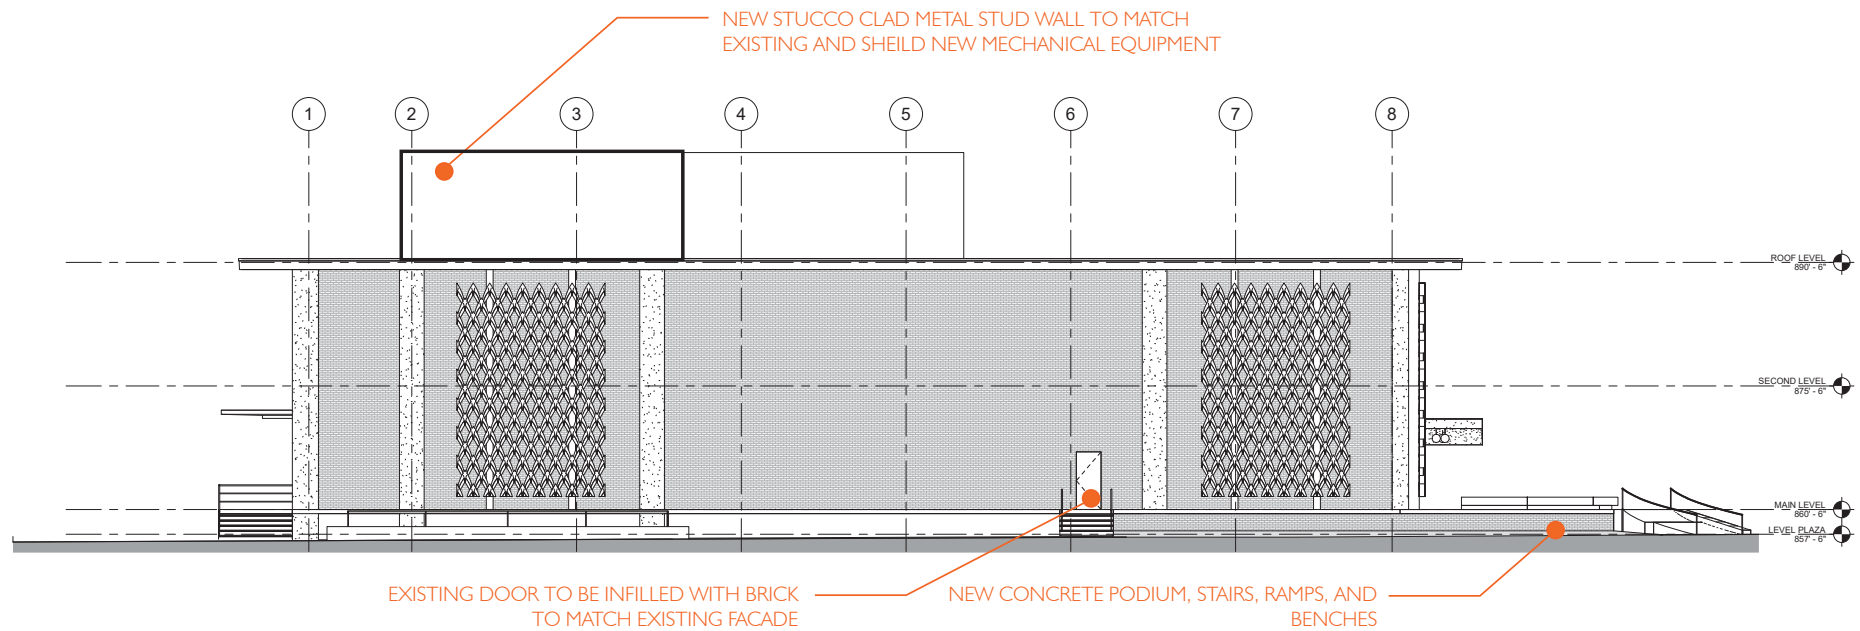 NEW STUCCO CLAD METAL STUD WALL TO MATCH
EXISTING AND SHEILD NEW MECHANICAL EQUIPMENT
1
2
3
4
5
6
7
8
ROOF LEVEL
890' - 6"
SECOND LEVEL
875' - 6"
MAIN LEVEL
860' - 6"
LEVEL PLAZA
857' - 6"
EXISTING DOOR TO BE INFILLED WITH BRICK
TO MATCH EXISTING FACADE
NEW CONCRETE PODIUM, STAIRS, RAMPS, AND
BENCHES